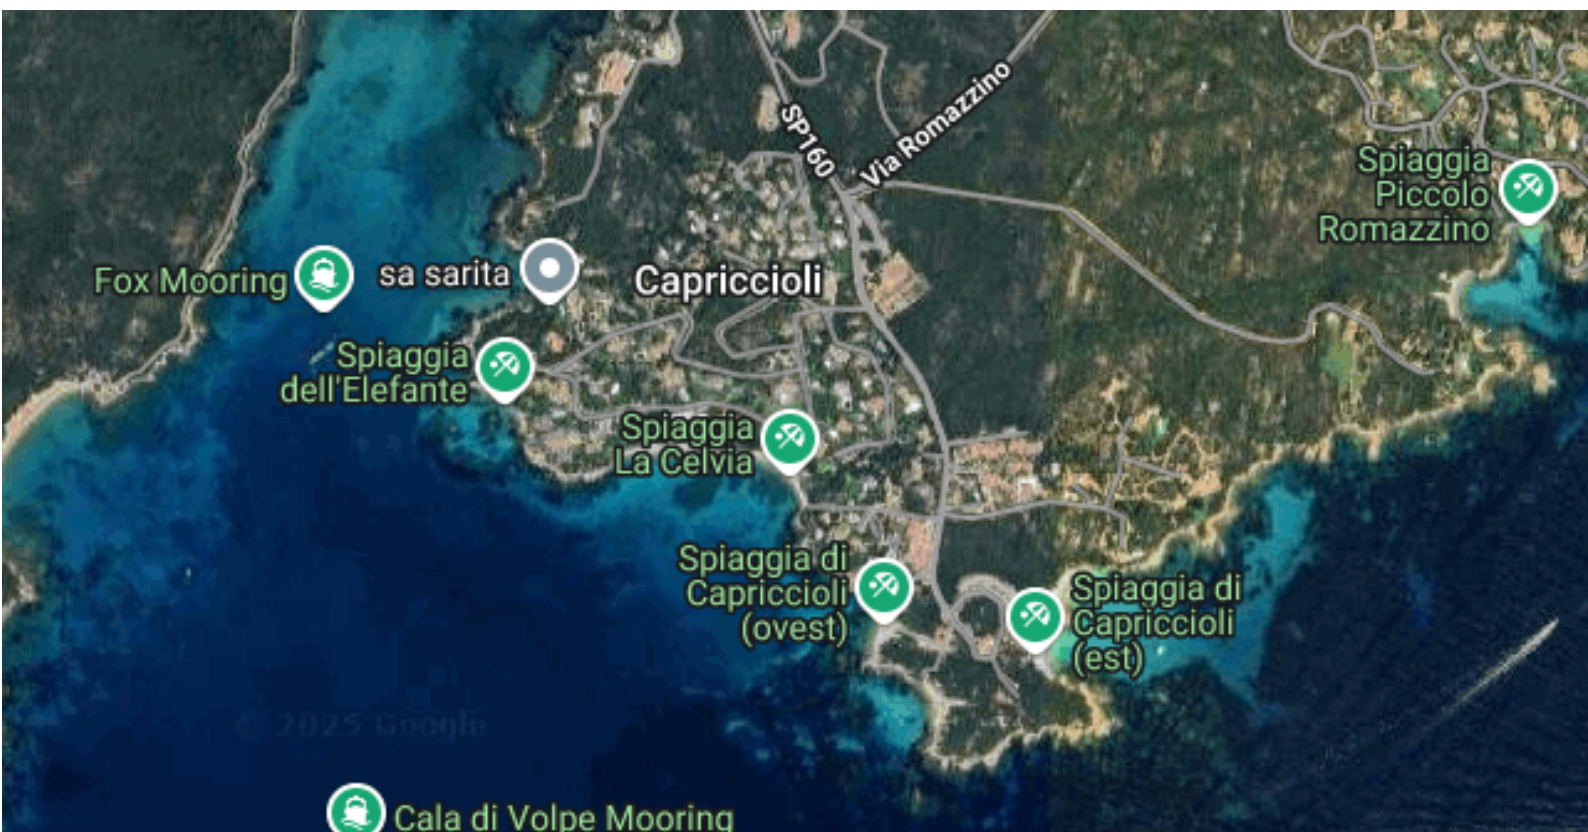 SP160
Via Romazzino
Spiaggia
Piccolo
Romazzino
Fox Mooring
sa sarita
Capriccioli
Spiaggia
dell'Elefante
Spiaggia
La Celvia
Spiaggia di
Capriccioli
(ovest)
Spiaggia di
Capriccioli
(est)
© 2025 Google
Cala di Volpe Mooring